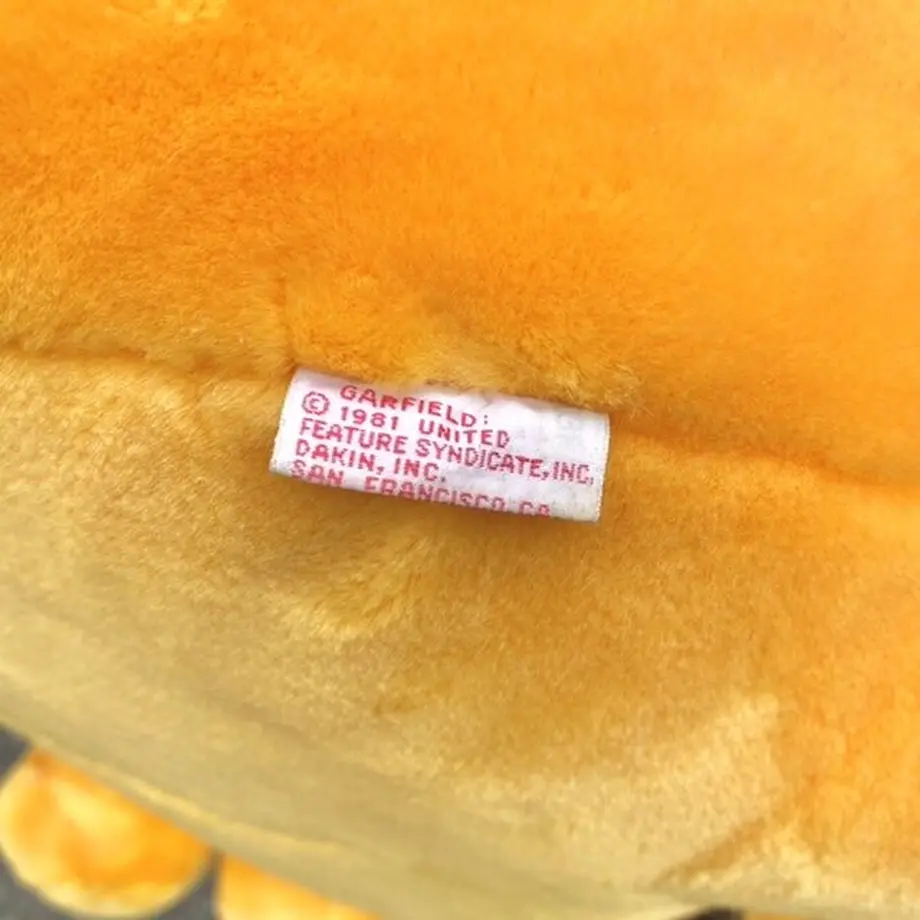 GARFIELD:
© 1981 UNITED
FEATURE SYNDICATE, INC.
DAKIN, INC.
SAN FRANCISCO, CA